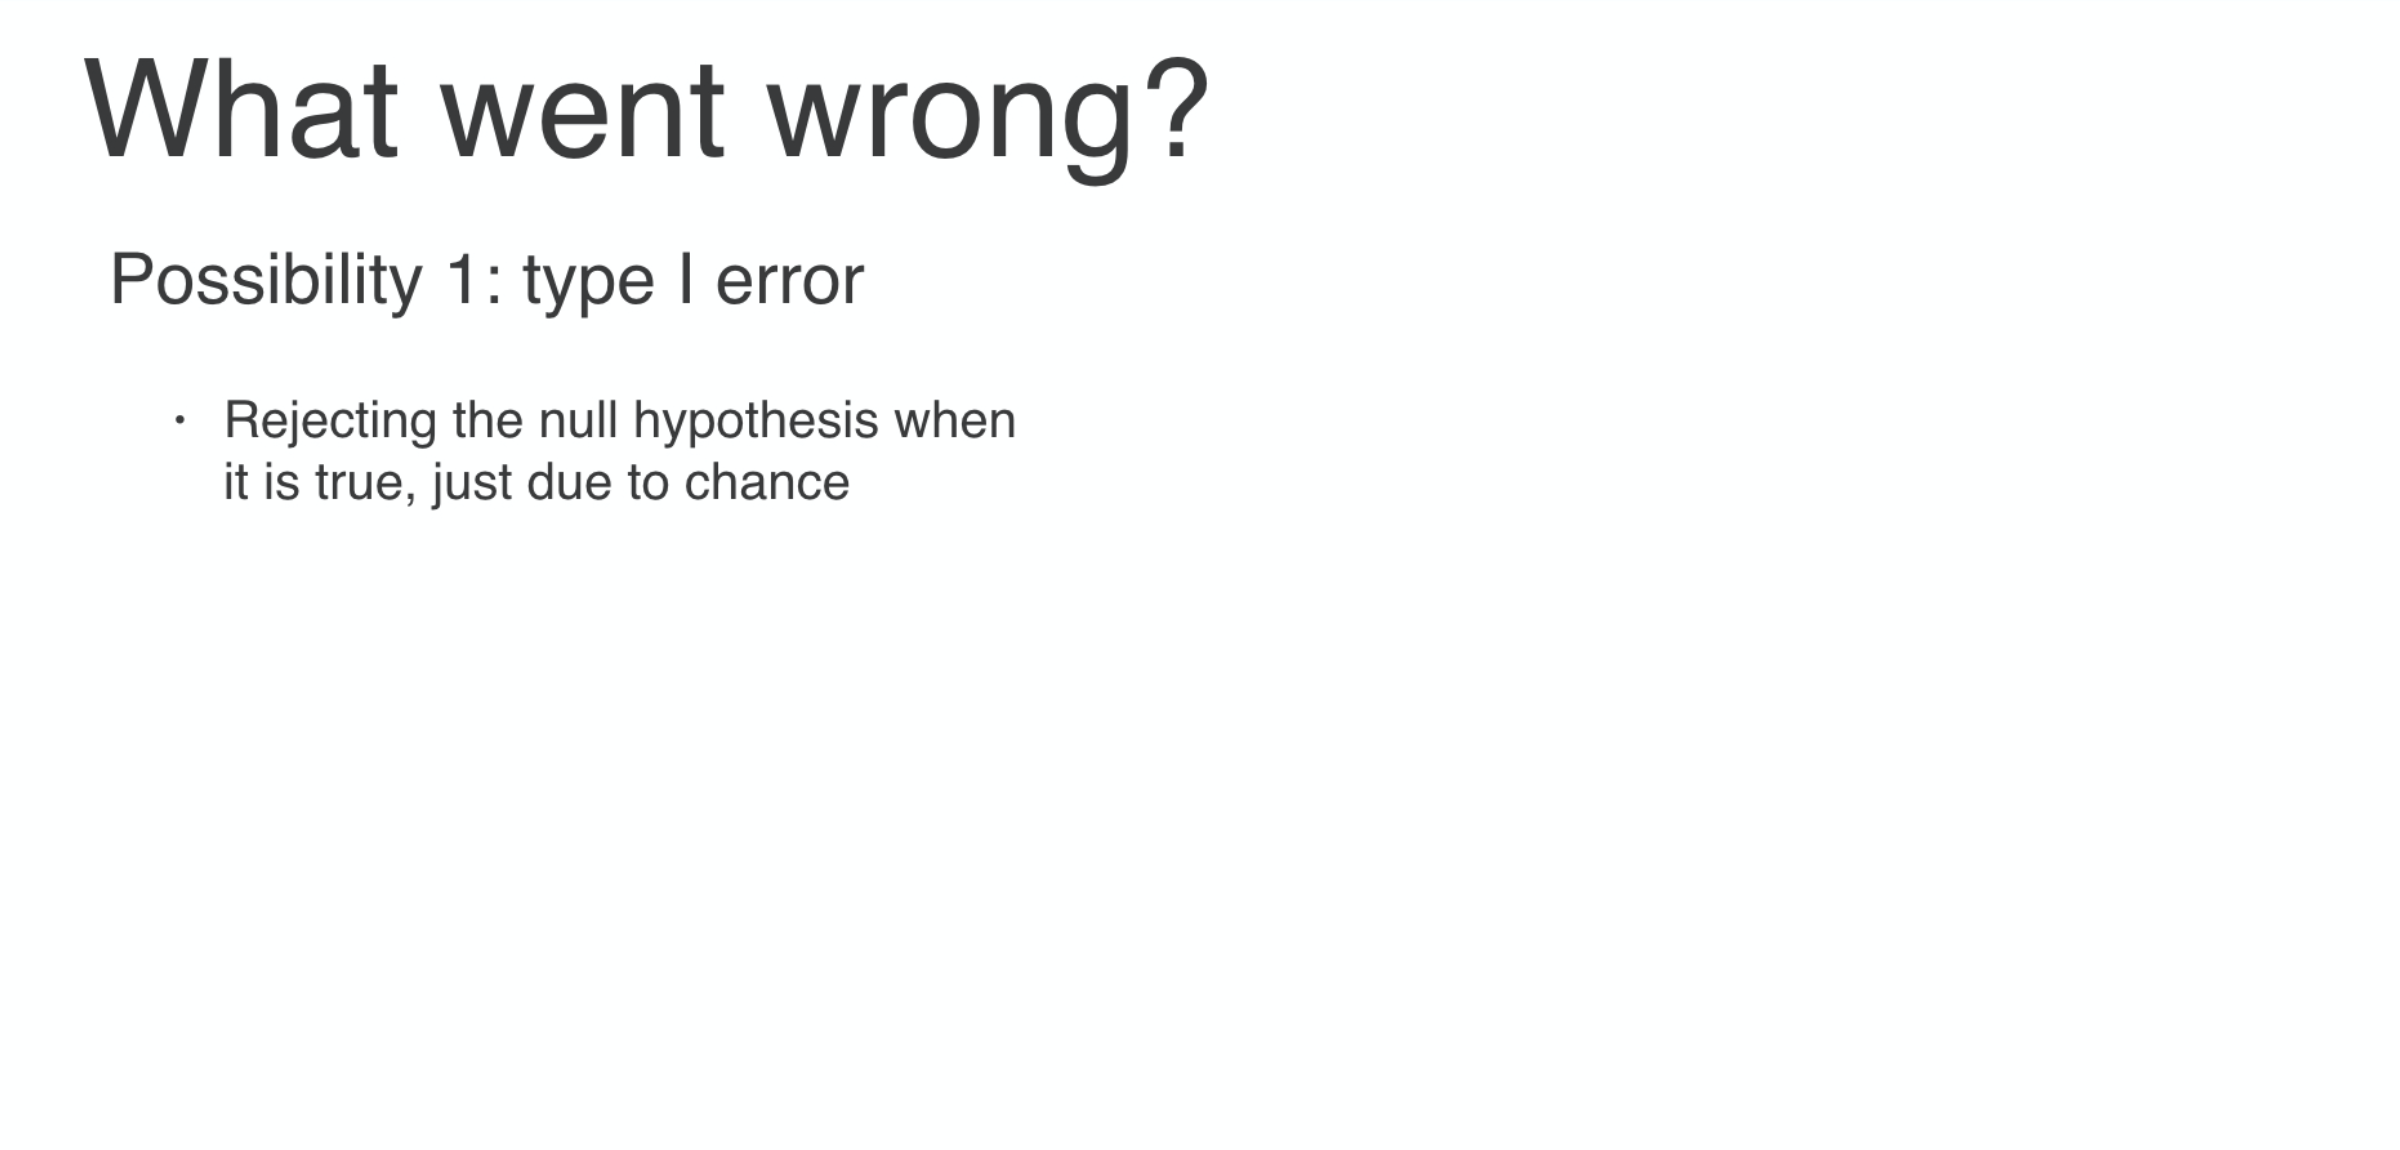 What went wrong?
Possibility 1: type I error
• Rejecting the null hypothesis when
it is true, just due to chance